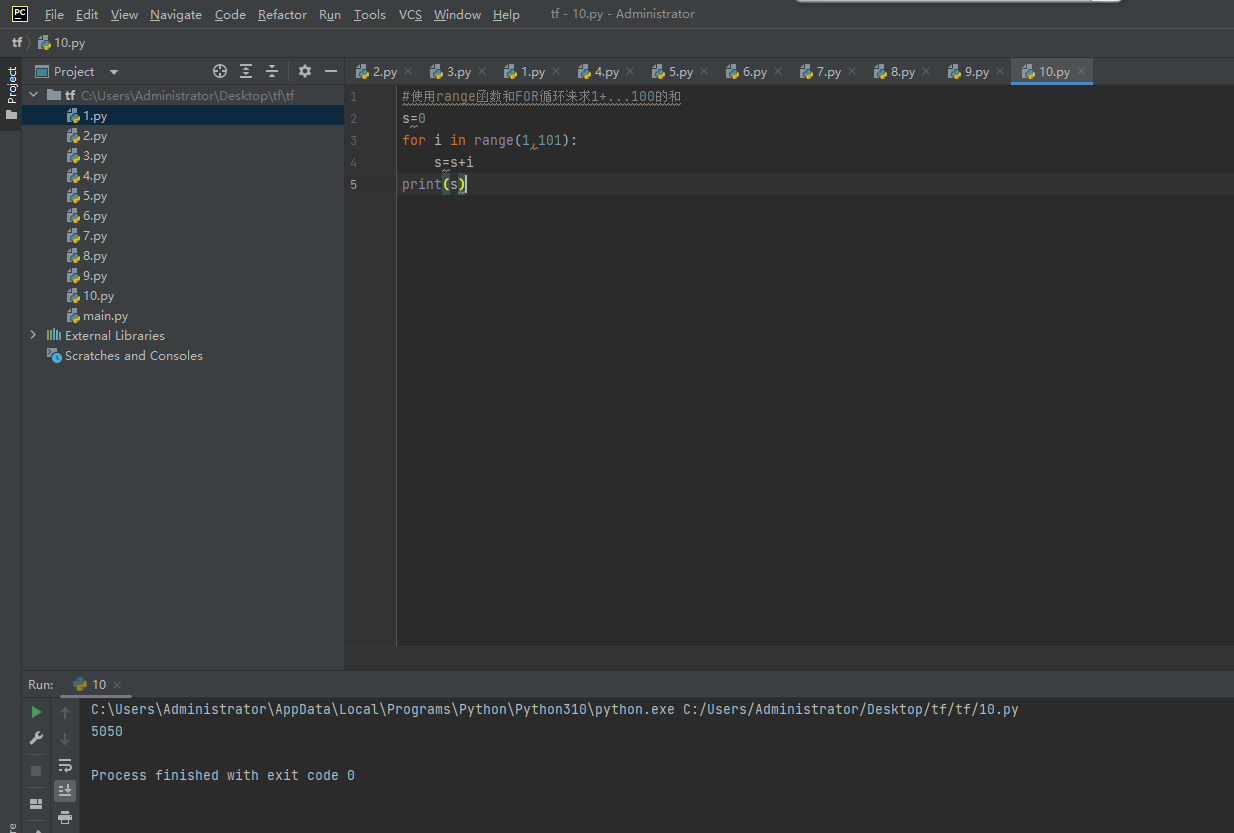 PC File Edit View Navigate Code Refactor Run Tools VCS Window Help tf - 10.py - Administrator
tf 10.py
Project
Project
2.py 3.py 1.py 4.py 5.py 6.py 7.py 8.py 9.py 10.py
tf C:\Users\Administrator\Desktop\tf\tf
1.py
2.py
3.py
4.py
5.py
6.py
7.py
8.py
9.py
10.py
main.py
External Libraries
Scratches and Consoles
1 #使用range函数和FOR循环来求1+...100的和
2 s=0
3 for i in range(1,101):
4 s=s+i
5 print(s)
Run: 10
C:\Users\Administrator\AppData\Local\Programs\Python\Python310\python.exe C:/Users/Administrator/Desktop/tf/tf/10.py
5050
Process finished with exit code 0